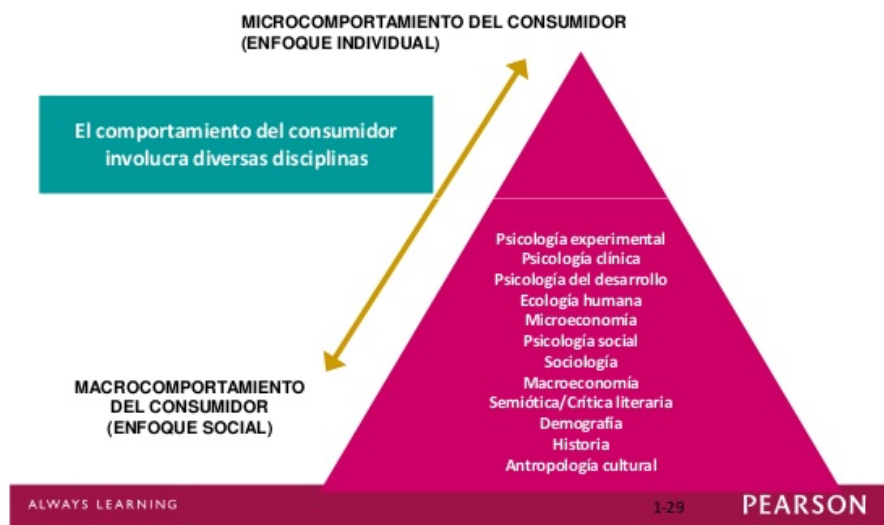 MICROCOMPORTAMIENTO DEL CONSUMIDOR
(ENFOQUE INDIVIDUAL)
El comportamiento del consumidor
involucra diversas disciplinas
Psicología experimental
Psicología clínica
Psicología del desarrollo
Ecología humana
Microeconomía
Psicología social
Sociología
Macroeconomía
Semiótica/Crítica literaria
Demografía
Historia
Antropología cultural
MACROCOMPORTAMIENTO
DEL CONSUMIDOR
(ENFOQUE SOCIAL)
ALWAYS LEARNING
1-29
PEARSON